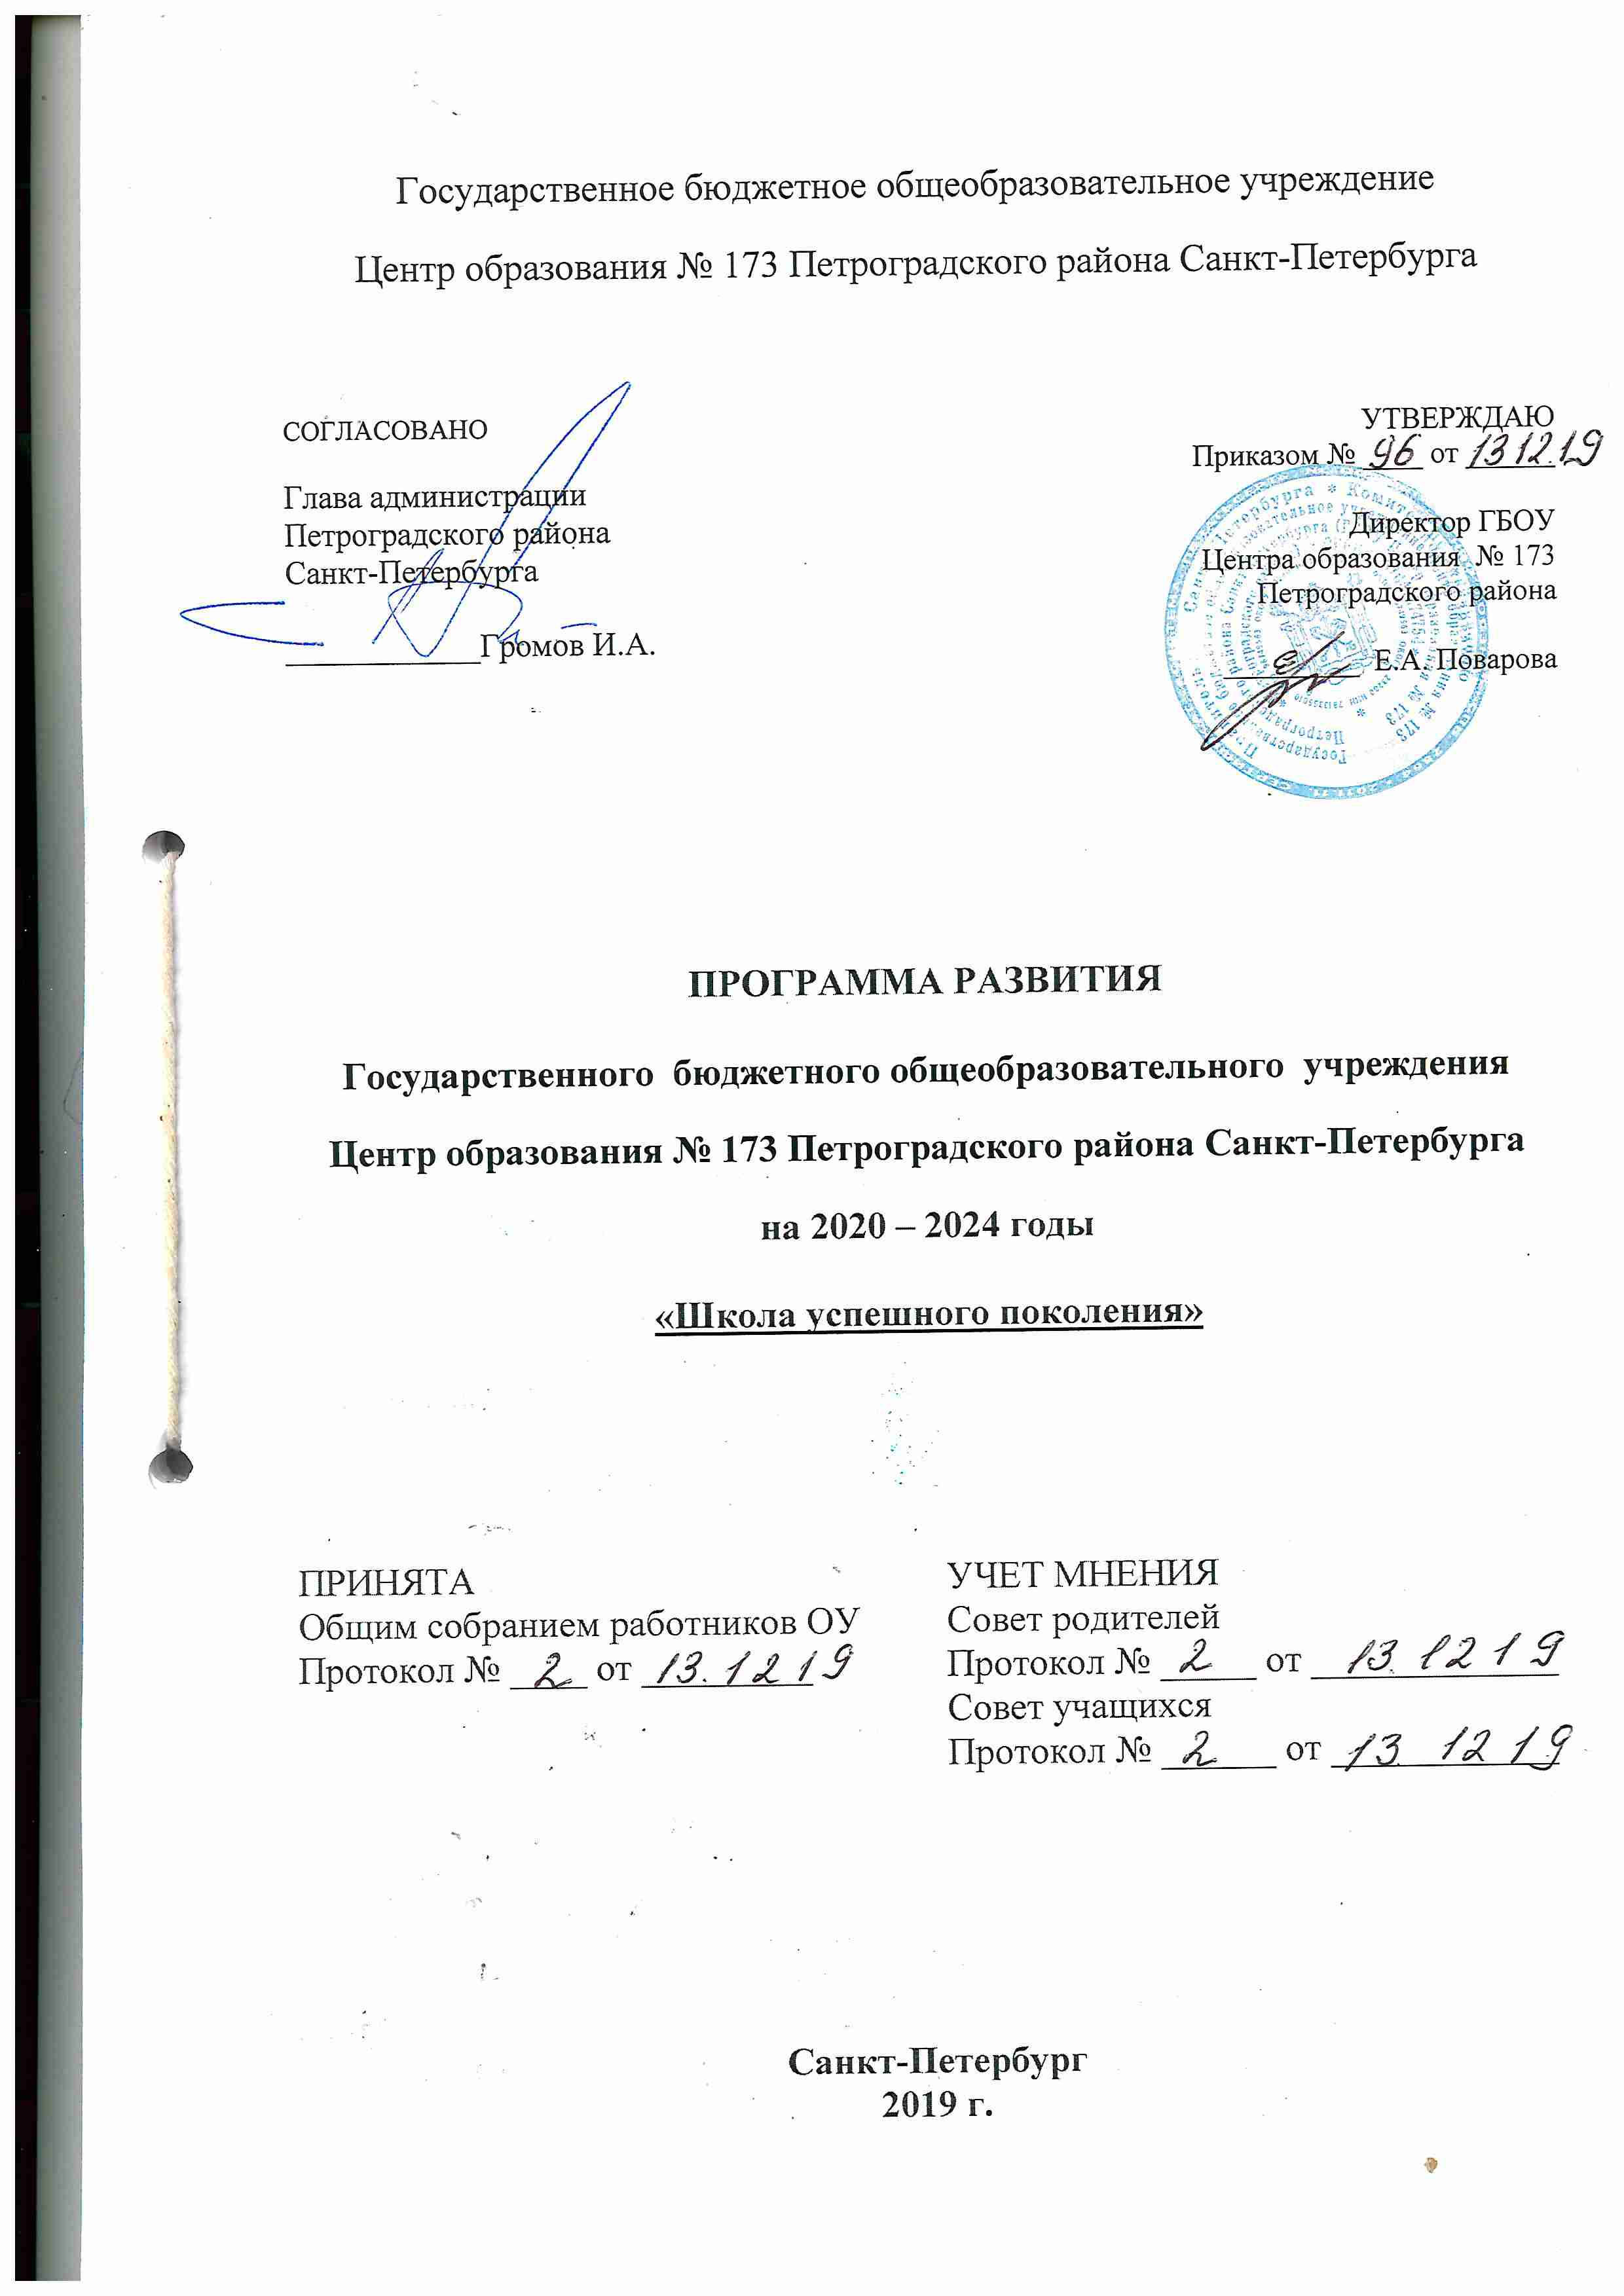 Государственное бюджетное общеобразовательное учреждение
Центр образования № 173 Петроградского района Санкт-Петербурга
СОГЛАСОВАНО
Глава администрации
Петроградского района
Санкт-Петербурга
Громов И.А.
УТВЕРЖДАЮ
Приказом № 96 от 13 12.19
Директор ГБОУ
Центра образования № 173
Петроградского района
Е.А. Поварова
ПРОГРАММА РАЗВИТИЯ
Государственного бюджетного общеобразовательного учреждения
Центр образования № 173 Петроградского района Санкт-Петербурга
на 2020 – 2024 годы
«Школа успешного поколения»
ПРИНЯТА
Общим собранием работников ОУ
Протокол № 2 от 13.12 19
УЧЕТ МНЕНИЯ
Совет родителей
Протокол № 2 от 13. 12 19
Совет учащихся
Протокол № 2 от 13. 12 19
Санкт-Петербург
2019 г.